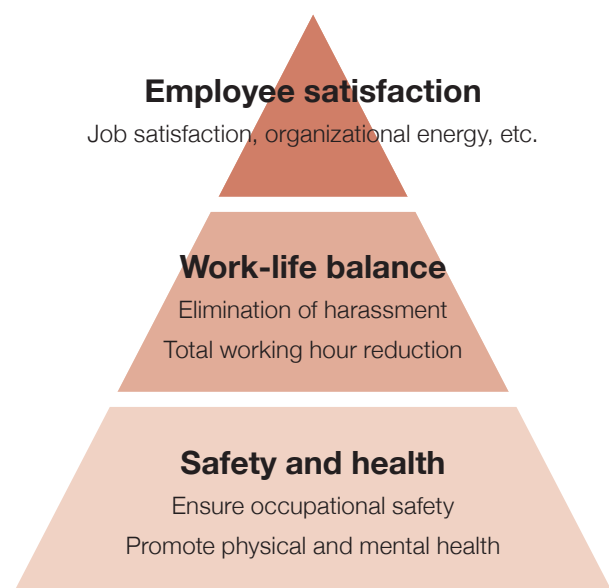 Employee satisfaction
Job satisfaction, organizational energy, etc.
Work-life balance
Elimination of harassment
Total working hour reduction
Safety and health
Ensure occupational safety
Promote physical and mental health